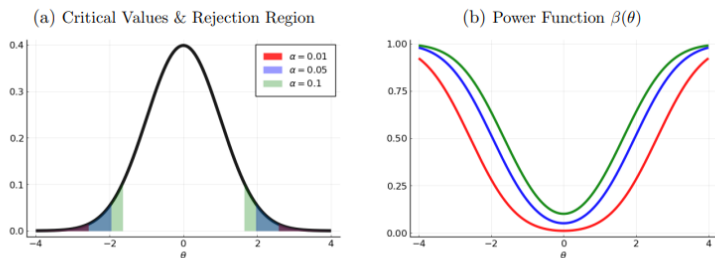 (a) Critical Values & Rejection Region
0.4
0.3
0.2
0.1
0.0
−4
−2
0
2
4
θ
α = 0.01
α = 0.05
α = 0.1
(b) Power Function β(θ)
1.00
0.75
0.50
0.25
0.00
−4
−2
0
2
4
θ